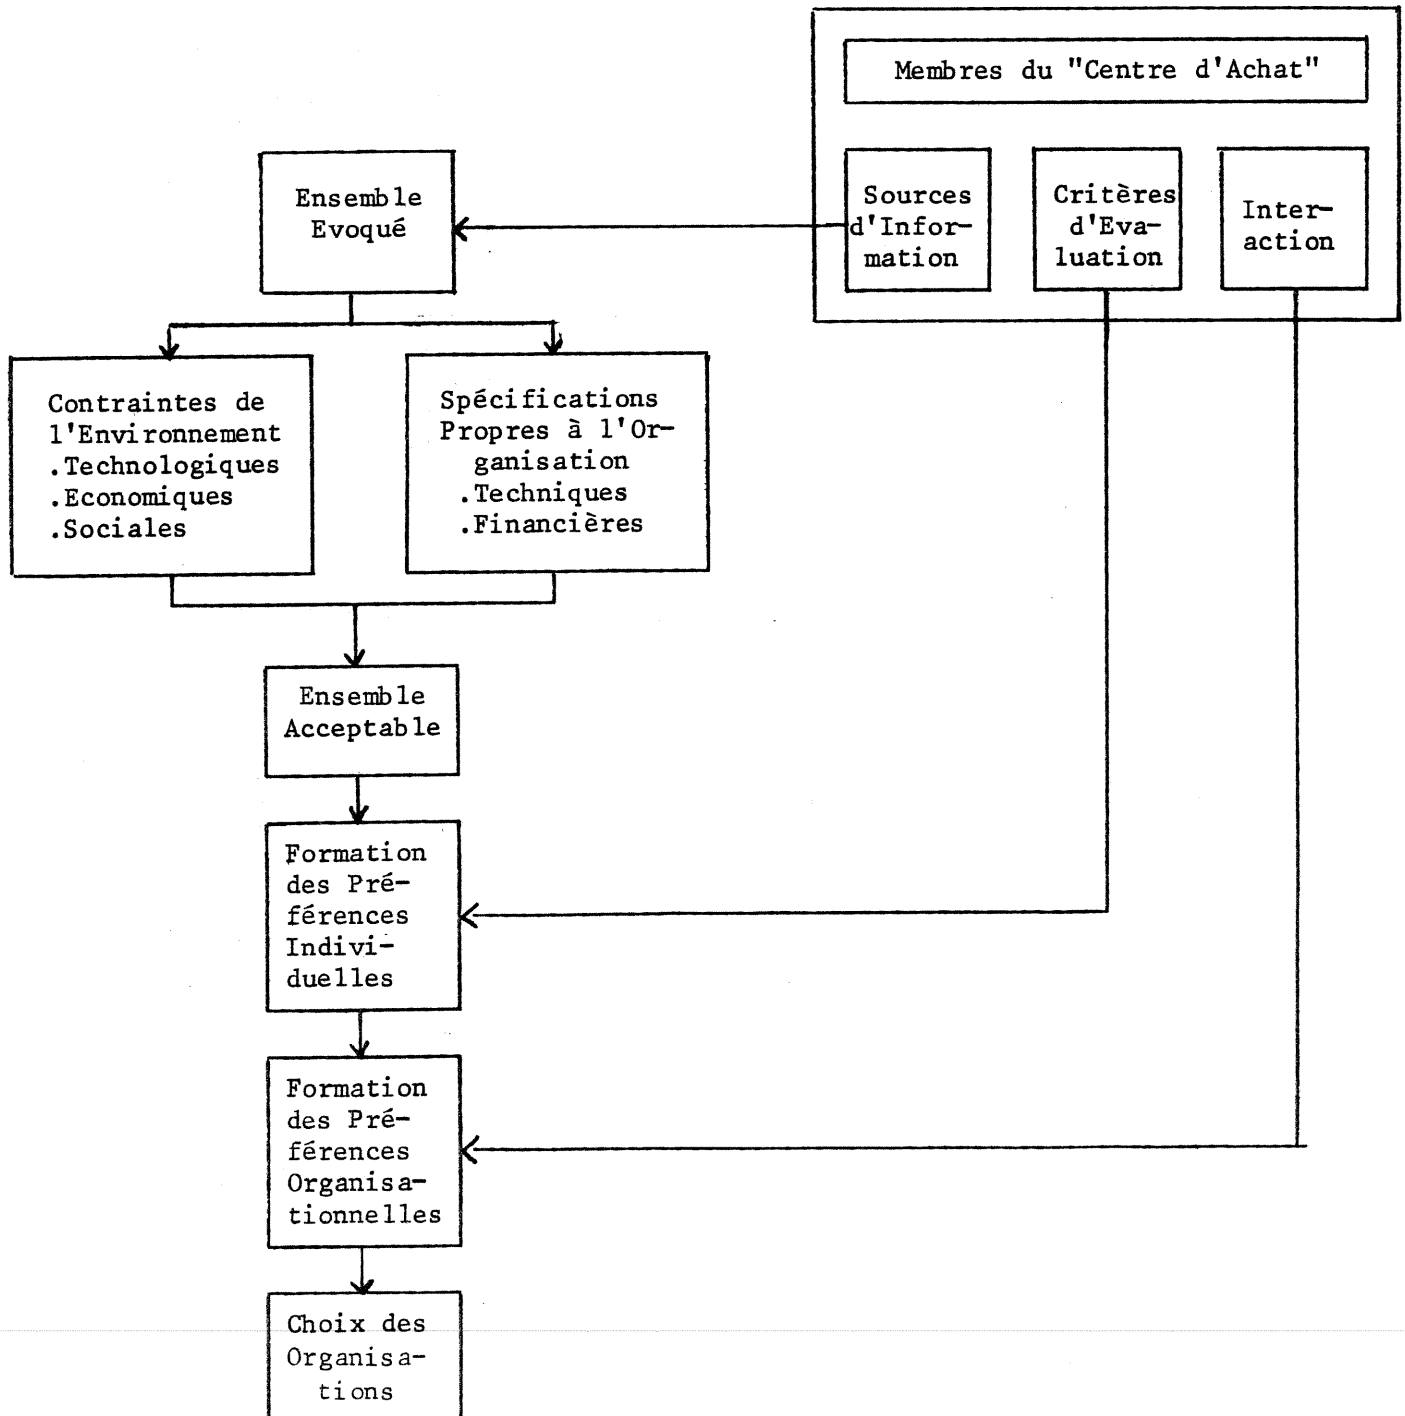 Membres du "Centre d'Achat"
Sources
d'Infor-
mation
Critères
d'Eva-
luation
Inter-
action
Ensemble
Evoqué
Contraintes de
l'Environnement
.Technologiques
.Economiques
.Sociales
Spécifications
Propres à l'Or-
ganisation
.Techniques
.Financières
Ensemble
Acceptable
Formation
des Pré-
férences
Indivi-
duelles
Formation
des Pré-
férences
Organisa-
tionnelles
Choix des
Organisa-
tions